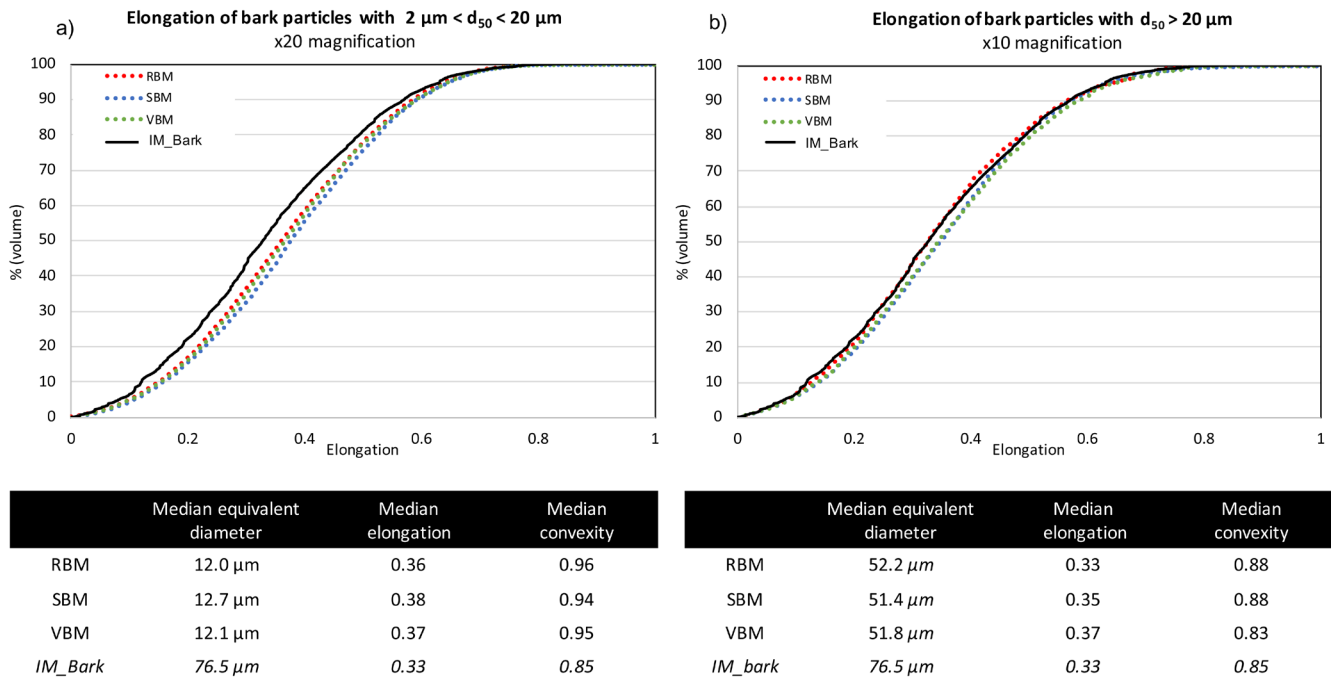 a)
Elongation of bark particles with 2 µm < d50 < 20 µm
x20 magnification
100
90
80
70
60
50
40
30
20
10
0
% (volume)
RBM
SBM
VBM
IM_Bark
0 0.2 0.4 0.6 0.8 1
Elongation
b)
Elongation of bark particles with d50 > 20 µm
x10 magnification
100
90
80
70
60
50
40
30
20
10
0
% (volume)
RBM
SBM
VBM
IM_Bark
0 0.2 0.4 0.6 0.8 1
Elongation
Median equivalent diameter Median elongation Median convexity
RBM 12.0 µm 0.36 0.96
SBM 12.7 µm 0.38 0.94
VBM 12.1 µm 0.37 0.95
IM_Bark 76.5 µm 0.33 0.85
Median equivalent diameter Median elongation Median convexity
RBM 52.2 µm 0.33 0.88
SBM 51.4 µm 0.35 0.88
VBM 51.8 µm 0.37 0.83
IM_bark 76.5 µm 0.33 0.85